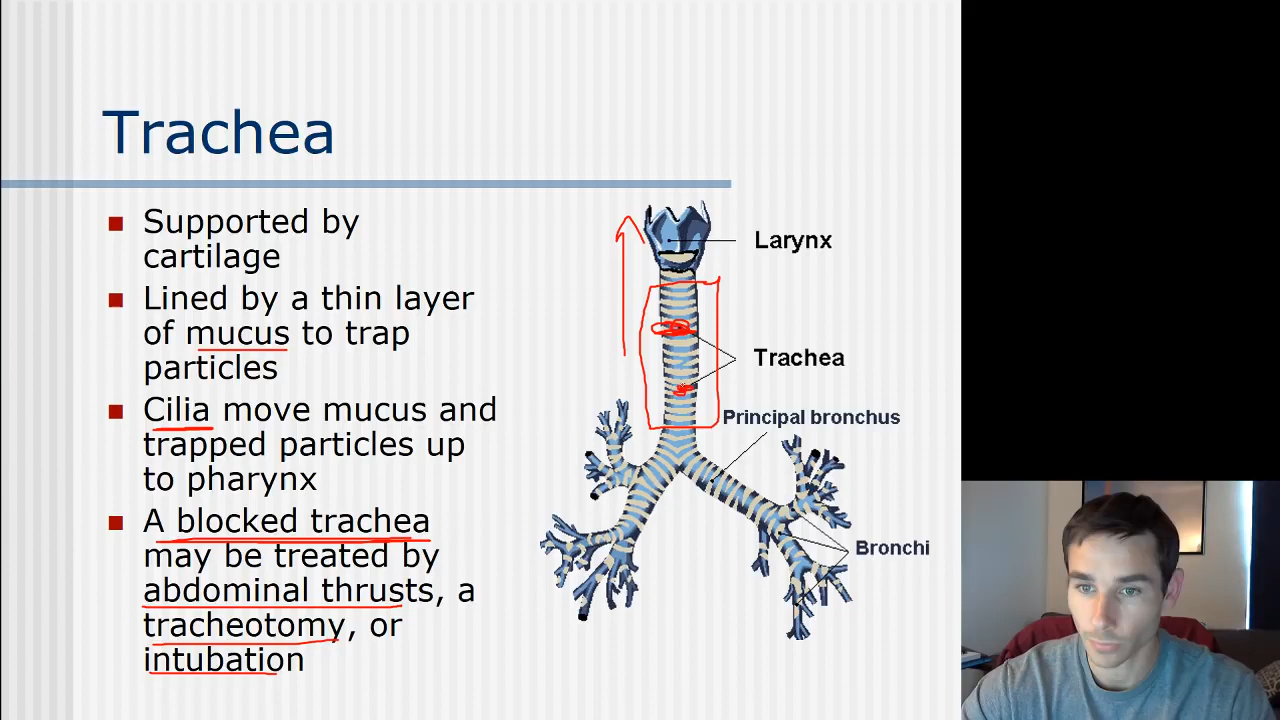 Trachea
Supported by
cartilage
Lined by a thin layer
of mucus to trap
particles
Cilia move mucus and
trapped particles up
to pharynx
A blocked trachea
may be treated by
abdominal thrusts, a
tracheotomy, or
intubation
Larynx
Trachea
Principal bronchus
Bronchi